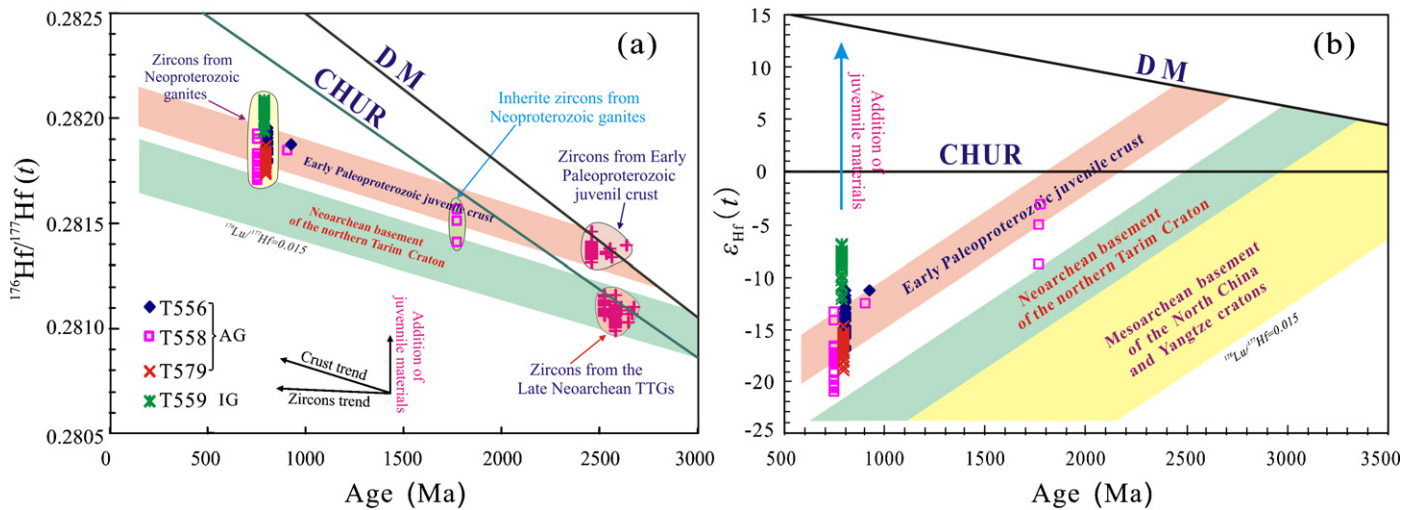 0.2825
0.2820
0.2815
0.2810
0.2805
¹⁷⁶Hf/¹⁷⁷Hf (t)
(a)
Zircons from
Neoproterozoic
ganites
DM
CHUR
Inherite zircons from
Neoproterozoic ganites
Zircons from Early
Paleoproterozoic
juvenil crust
Early Paleoproterozoic juvenile crust
Neoarchean basement
of the northern Tarim Craton
¹⁷⁶Lu/¹⁷⁷Hf=0.015
T556
T558
T579
AG
T559 IG
Crust trend
Zircons trend
Addition of
juvennile materials
Zircons from the
Late Neoarchean TTGs
0
500
1000
1500
2000
2500
3000
Age (Ma)
15
10
5
0
-5
-10
-15
-20
-25
εHf (t)
(b)
DM
CHUR
Addition of
juvennile materials
Early Paleoproterozoic juvenile crust
Neoarchean basement
of the northern Tarim Craton
Mesoarchean basement
of the North China
and Yangtze cratons
¹⁷⁶Lu/¹⁷⁷Hf=0.015
500
1000
1500
2000
2500
3000
3500
Age (Ma)